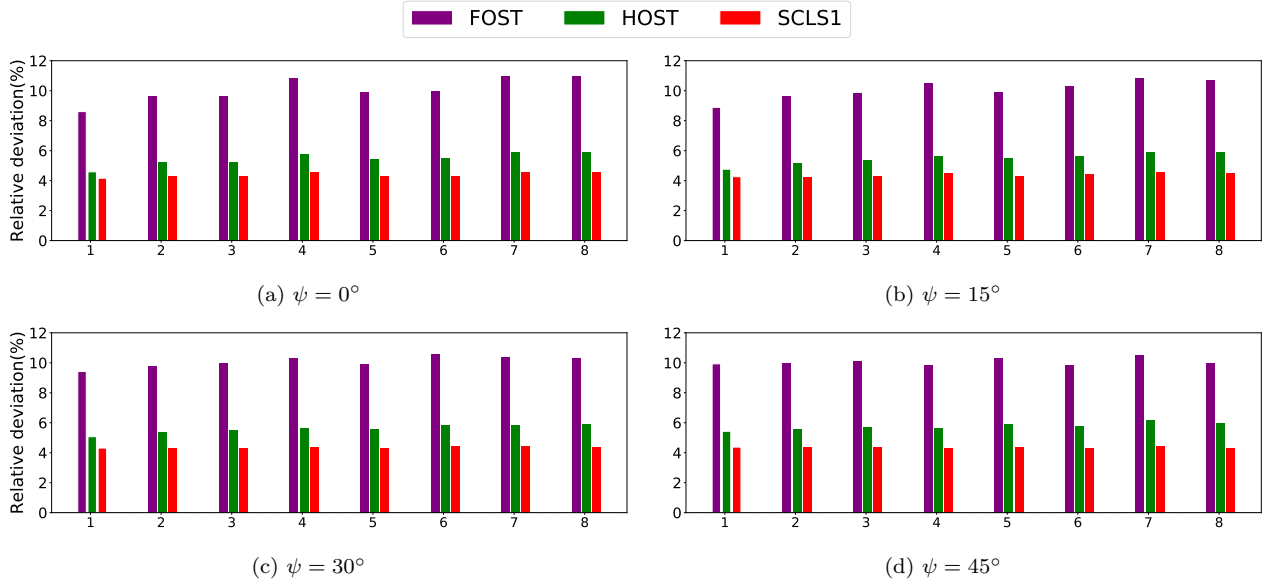 FOST HOST SCLS1
Relative deviation(%)
12
10
8
6
4
2
0
1 2 3 4 5 6 7 8
(a) ψ = 0°
12
10
8
6
4
2
0
1 2 3 4 5 6 7 8
(b) ψ = 15°
Relative deviation(%)
12
10
8
6
4
2
0
1 2 3 4 5 6 7 8
(c) ψ = 30°
12
10
8
6
4
2
0
1 2 3 4 5 6 7 8
(d) ψ = 45°